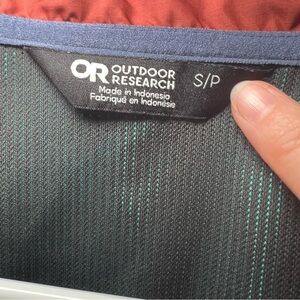 OR OUTDOOR
RESEARCH
S/P
Made in Indonesia
Fabriqué en Indonésie